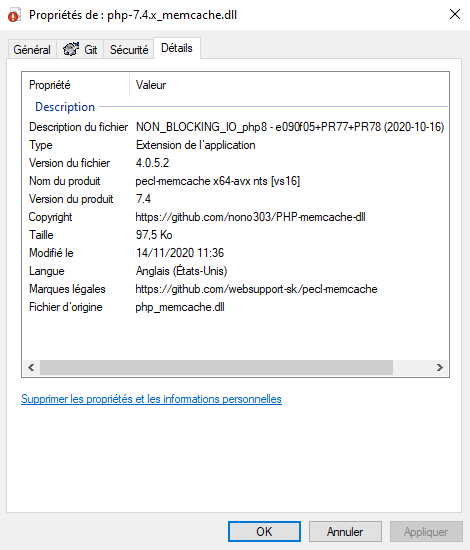 Propriétés de : php-7.4.x_memcache.dll
Général Git Sécurité Détails
Propriété Valeur
Description
Description du fichier NON_BLOCKING_IO_php8 - e090f05+PR77+PR78 (2020-10-16)
Type Extension de l'application
Version du fichier 4.0.5.2
Nom du produit pecl-memcache x64-avx nts [vs16]
Version du produit 7.4
Copyright https://github.com/nono303/PHP-memcache-dll
Taille 97,5 Ko
Modifié le 14/11/2020 11:36
Langue Anglais (États-Unis)
Marques légales https://github.com/websupport-sk/pecl-memcache
Fichier d'origine php_memcache.dll
Supprimer les propriétés et les informations personnelles
OK Annuler Appliquer